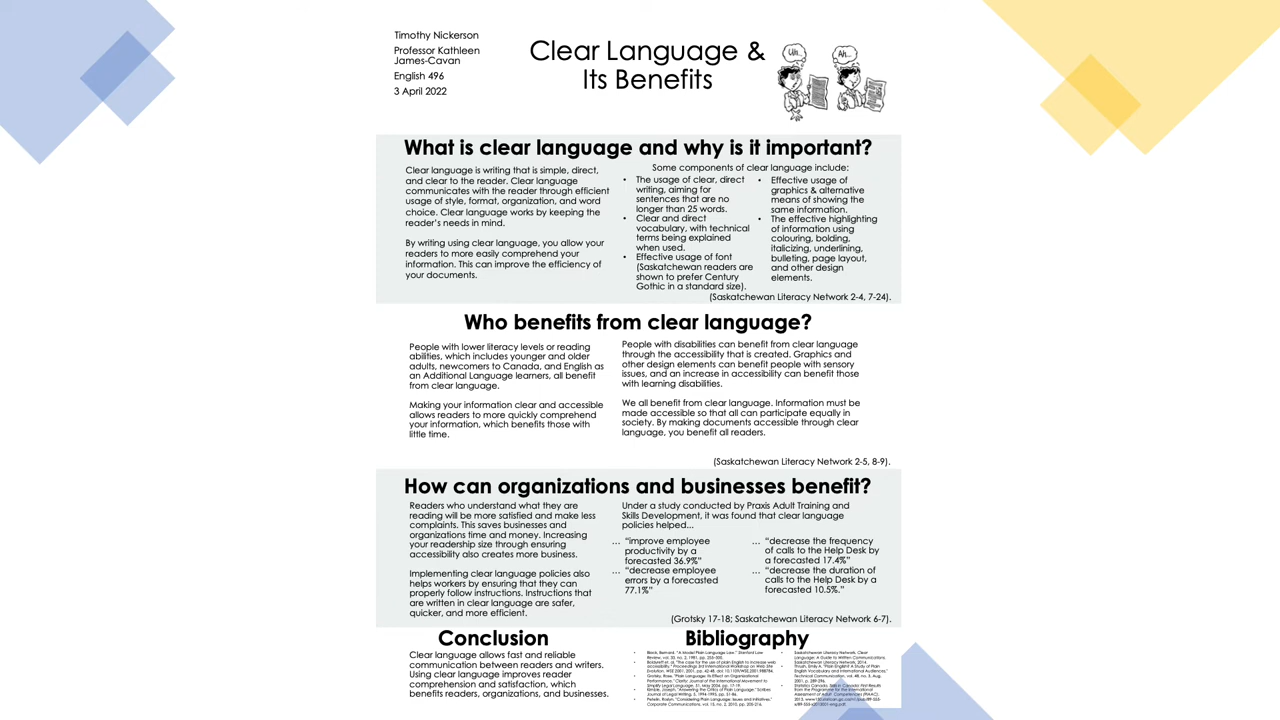 Timothy Nickerson
Professor Kathleen
James-Cavan
English 496
3 April 2022
Clear Language &
Its Benefits
Uh...
Ah...
What is clear language and why is it important?
Clear language is writing that is simple, direct,
and clear to the reader. Clear language
communicates with the reader through efficient
usage of style, format, organization, and word
choice. Clear language works by keeping the
reader's needs in mind.
By writing using clear language, you allow your
readers to more easily comprehend your
information. This can improve the efficiency of
your documents.
Some components of clear language include:
• The usage of clear, direct
writing, aiming for
sentences that are no
longer than 25 words.
• Clear and direct
vocabulary, with technical
terms being explained
when used.
• Effective usage of font
(Saskatchewan readers are
shown to prefer Century
Gothic in a standard size).
• Effective usage of
graphics & alternative
means of showing the
same information.
• The effective highlighting
of information using
colouring, bolding,
italicizing, underlining,
bulleting, page layout,
and other design
elements.
(Saskatchewan Literacy Network 2-4, 7-24).
Who benefits from clear language?
People with lower literacy levels or reading
abilities, which includes younger and older
adults, newcomers to Canada, and English as
an Additional Language learners, all benefit
from clear language.
Making your information clear and accessible
allows readers to more quickly comprehend
your information, which benefits those with
little time.
People with disabilities can benefit from clear language
through the accessibility that is created. Graphics and
other design elements can benefit people with sensory
issues, and an increase in accessibility can benefit those
with learning disabilities.
We all benefit from clear language. Information must be
made accessible so that all can participate equally in
society. By making documents accessible through clear
language, you benefit all readers.
(Saskatchewan Literacy Network 2-5, 8-9).
How can organizations and businesses benefit?
Readers who understand what they are
reading will be more satisfied and make less
complaints. This saves businesses and
organizations time and money. Increasing
your readership size through ensuring
accessibility also creates more business.
Implementing clear language policies also
helps workers by ensuring that they can
properly follow instructions. Instructions that
are written in clear language are safer,
quicker, and more efficient.
Under a study conducted by Praxis Adult Training and
Skills Development, it was found that clear language
policies helped...
... "improve employee
productivity by a
forecasted 36.9%"
... "decrease employee
errors by a forecasted
77.1%"
... "decrease the frequency
of calls to the Help Desk by
a forecasted 17.4%"
... "decrease the duration of
calls to the Help Desk by a
forecasted 10.5%."
(Grotsky 17-18; Saskatchewan Literacy Network 6-7).
Conclusion
Clear language allows fast and reliable
communication between readers and writers.
Using clear language improves reader
comprehension and satisfaction, which
benefits readers, organizations, and businesses.
Bibliography